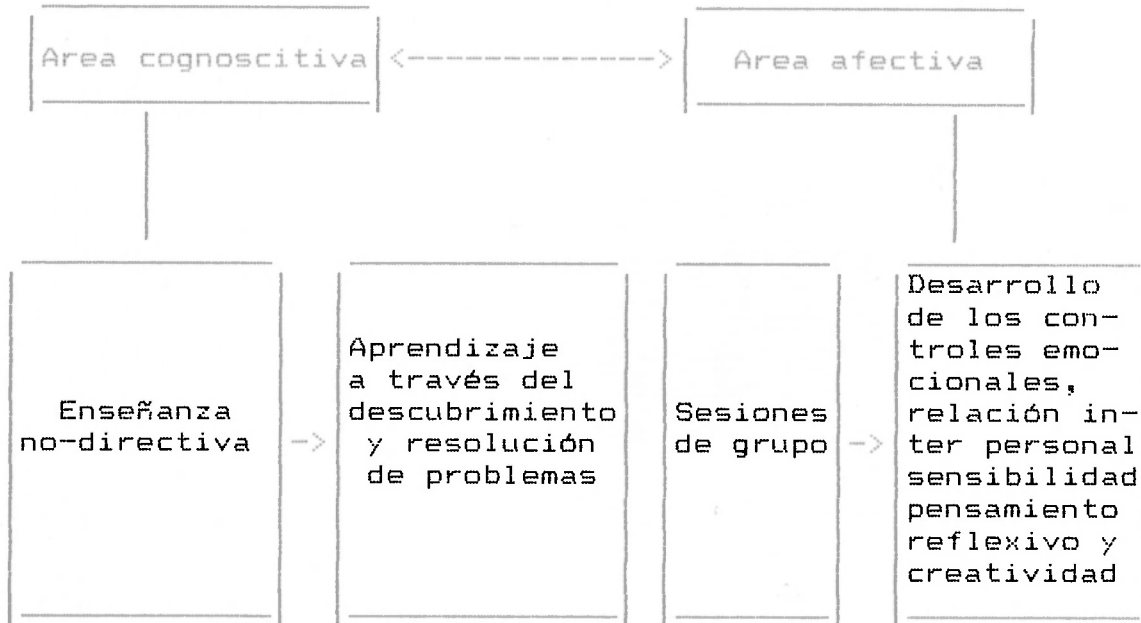 Area cognoscitiva <-------------> Area afectiva
Enseñanza
no-directiva
->
Aprendizaje
a través del
descubrimiento
y resolución
de problemas
Sesiones
de grupo
->
Desarrollo
de los con-
troles emo-
cionales,
relación in-
ter personal
sensibilidad
pensamiento
reflexivo y
creatividad